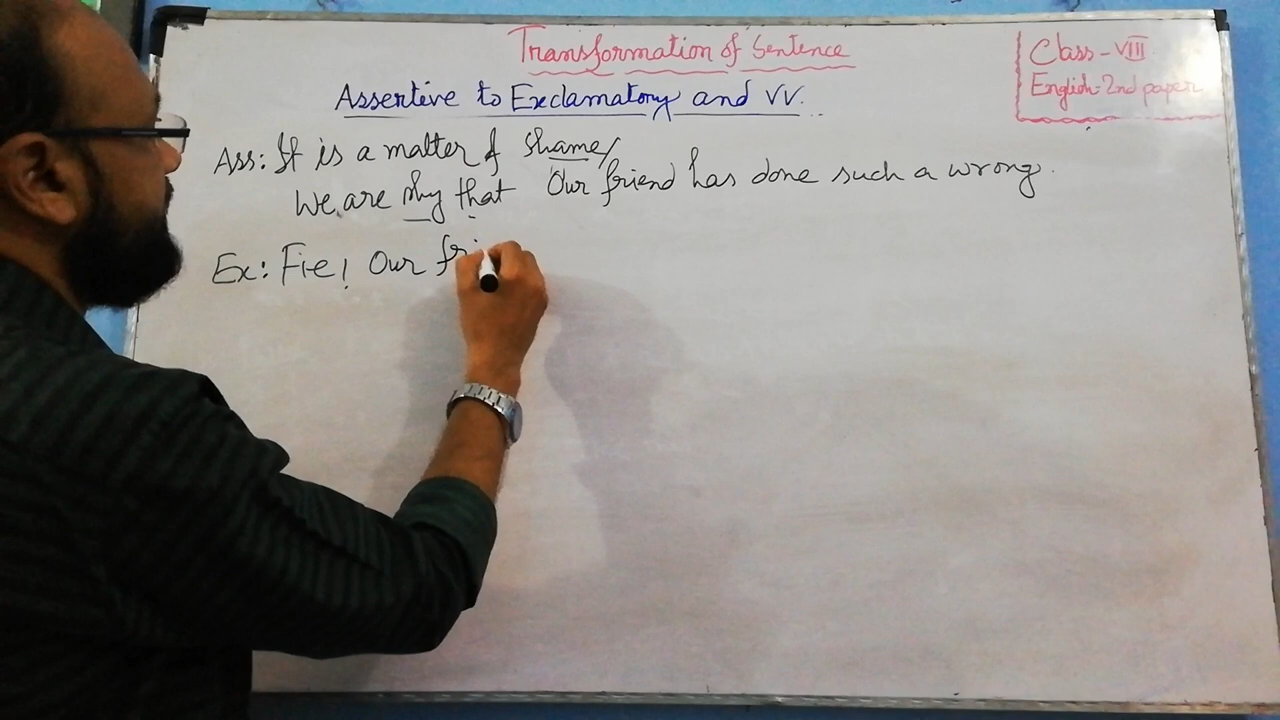 Transformation of Sentence
Class-VIII
English-2nd paper
Assertive to Exclamatory and VV.
Ass: It is a matter of shame/
We are shy that Our friend has done such a wrong.
Ex: Fie! Our fri